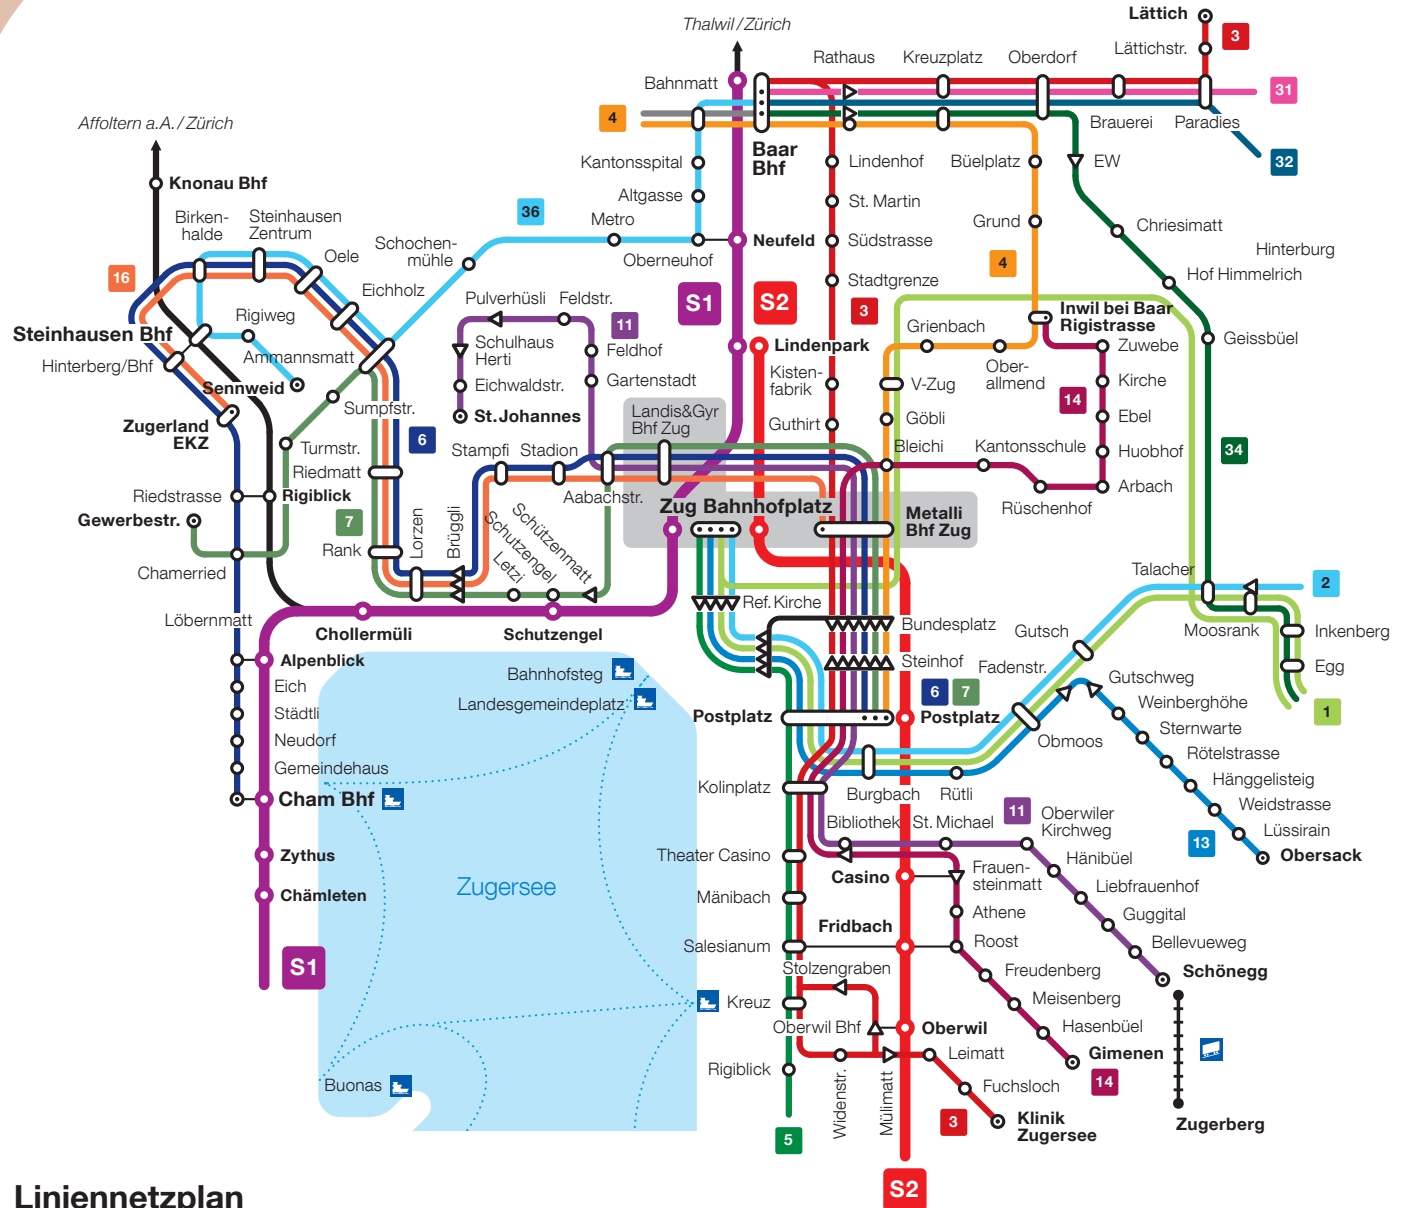 Thalwil / Zürich
Lättich
3
Lättichstr.
Rathaus
Kreuzplatz
Oberdorf
Bahnmatt
31
4
Affoltern a.A. / Zürich
Brauerei
Paradies
Baar
Bhf
Kantonsspital
Lindenhof
Büelplatz
EW
32
Knonau Bhf
Altgasse
St. Martin
Birken-
halde
Steinhausen
Zentrum
36
Metro
Grund
Chriesimatt
Schochen-
mühle
Oberneuhof
Neufeld
Südstrasse
Hinterburg
Oele
16
4
Hof Himmelrich
Stadtgrenze
Eichholz
Pulverhüsli
Feldstr.
S1
S2
3
Inwil bei Baar
Rigistrasse
Rigiweg
11
Steinhausen Bhf
Grienbach
Geissbüel
Schulhaus
Herti
Feldhof
Lindenpark
Zuwebe
Hinterberg/Bhf
Ammannsmatt
Kisten-
fabrik
Ober-
allmend
Sennweid
Eichwaldstr.
Gartenstadt
V-Zug
Kirche
14
Sumpfstr.
St.Johannes
Landis&Gyr
Bhf Zug
Guthirt
Göbli
Ebel
Zugerland
EKZ
6
Turmstr.
Stampfi
Stadion
Bleichi
Kantonsschule
Huobhof
34
Riedmatt
Riedstrasse
Rigiblick
Aabachstr.
Arbach
Gewerbestr.
7
Zug Bahnhofplatz
Metalli
Bhf Zug
Rüschenhof
Rank
Lorzen
Brüggli
Schutzengel
Letzi
Schützenmatt
Chamerried
Talacher
2
Ref. Kirche
Löbernmatt
Bundesplatz
Chollermüli
Schutzengel
Gutsch
Moosrank
Inkenberg
Alpenblick
Bahnhofsteg
Steinhof
Fadenstr.
Egg
Eich
Landesgemeindeplatz
6
7
Gutschweg
Weinberghöhe
Städtli
Postplatz
Postplatz
1
Neudorf
Obmoos
Sternwarte
Gemeindehaus
Rötelstrasse
Kolinplatz
Burgbach
Rütli
Hänggelisteig
Cham Bhf
Weidstrasse
11
Bibliothek
St. Michael
Oberwiler
Kirchweg
13
Lüssirain
Zythus
Theater Casino
Hänibüel
Obersack
Zugersee
Casino
Frauen-
steinmatt
Liebfrauenhof
Chämleten
Mänibach
Athene
Guggital
Fridbach
Salesianum
Roost
Bellevueweg
S1
Stolzengraben
Freudenberg
Schönegg
Kreuz
Meisenberg
Oberwil Bhf
Oberwil
Hasenbüel
Leimatt
Gimenen
Rigiblick
14
Buonas
Widenstr.
Mülimatt
Fuchsloch
3
Klinik
Zugersee
Zugerberg
5
S2
Liniennetzplan